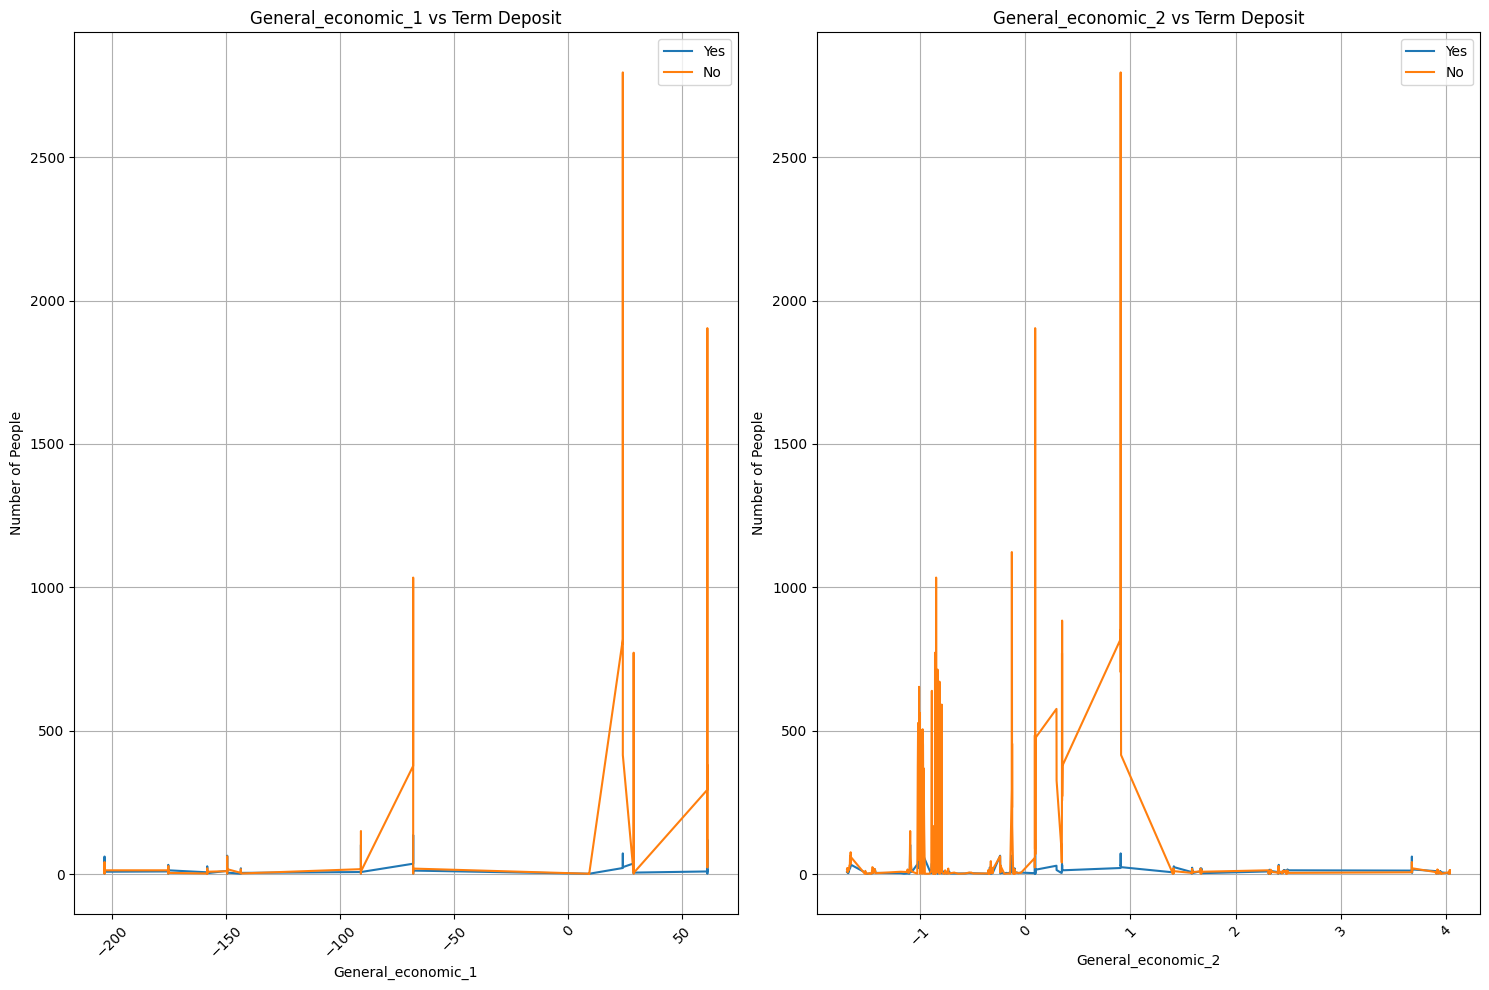 General_economic_1 vs Term Deposit
Yes
No
2500
2000
1500
1000
500
0
Number of People
−200
−150
−100
−50
0
50
General_economic_1
General_economic_2 vs Term Deposit
Yes
No
2500
2000
1500
1000
500
0
Number of People
−1
0
1
2
3
4
General_economic_2